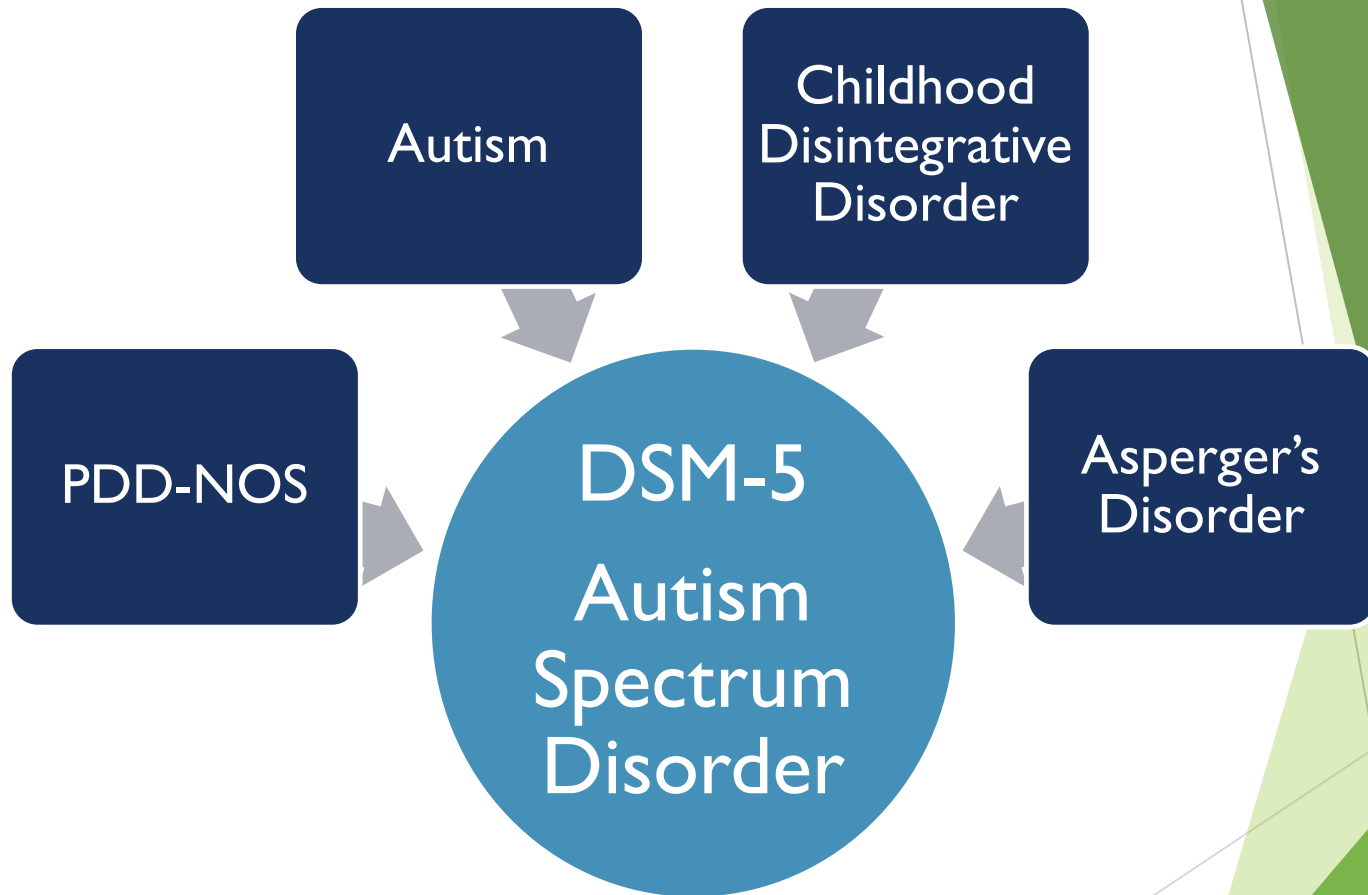 Autism
Childhood
Disintegrative
Disorder
PDD-NOS
DSM-5
Autism
Spectrum
Disorder
Asperger’s
Disorder